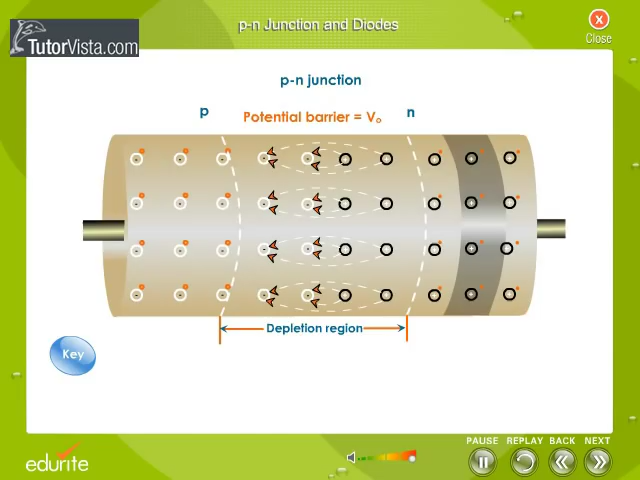 p-n Junction and Diodes
X
Close
TutorVista.com
p-n junction
p
Potential barrier = Vₒ
n
Depletion region
Key
PAUSE REPLAY BACK NEXT
edurite